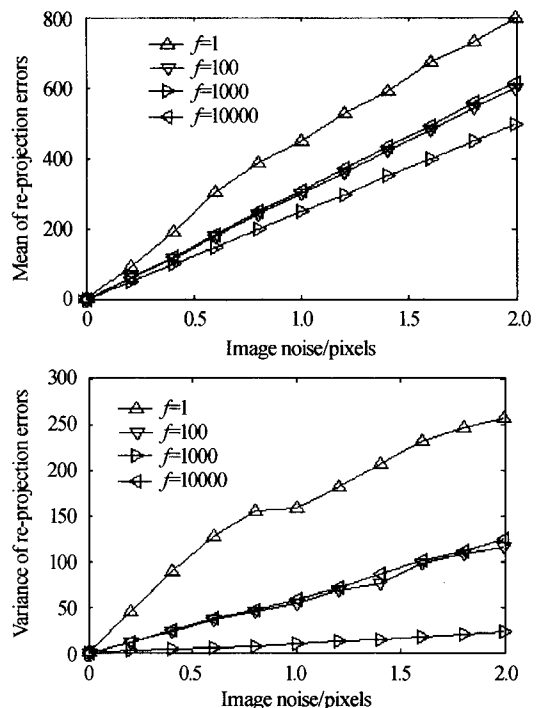 800
600
400
200
0
f=1
f=100
f=1000
f=10000
Mean of re-projection errors
0 0.5 1.0 1.5 2.0
Image noise/pixels
300
250
200
150
100
50
0
f=1
f=100
f=1000
f=10000
Variance of re-projection errors
0 0.5 1.0 1.5 2.0
Image noise/pixels